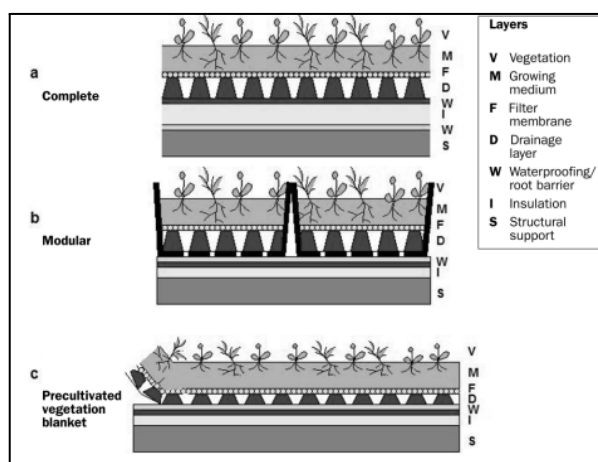 a
Complete
V
M
F
D
W
I
W
S
b
Modular
V
M
F
D
W
I
S
c
Precultivated
vegetation
blanket
V
M
F
D
W
I
S
Layers
V Vegetation
M Growing
medium
F Filter
membrane
D Drainage
layer
W Waterproofing/
root barrier
I Insulation
S Structural
support